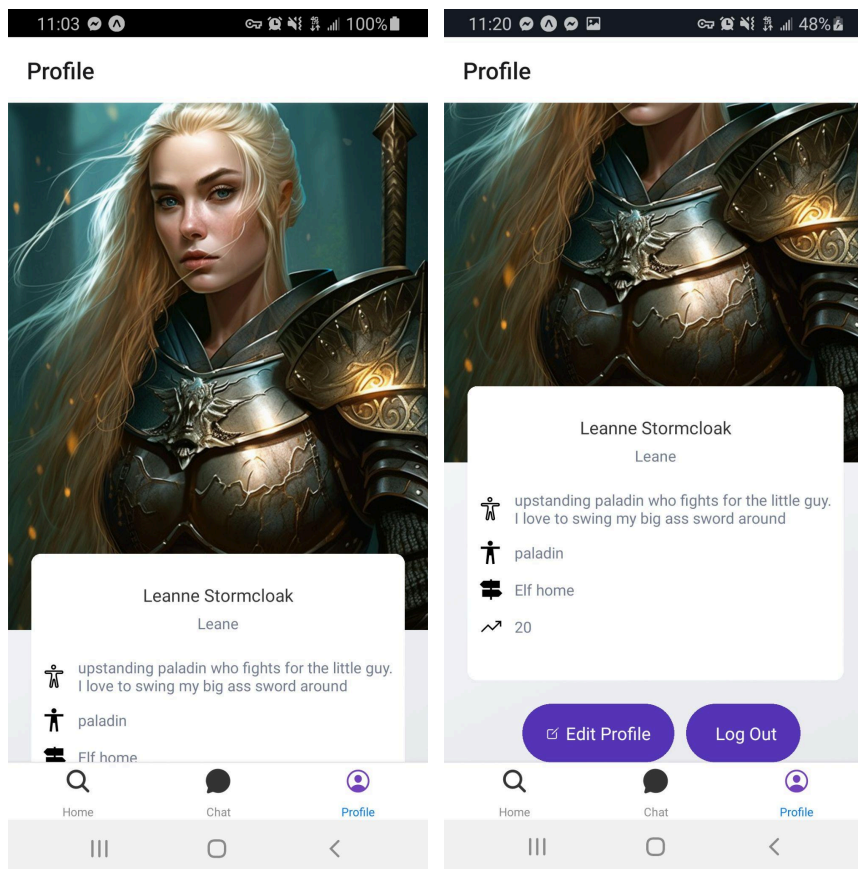 11:03
100%
Profile
Leanne Stormcloak
Leane
upstanding paladin who fights for the little guy.
I love to swing my big ass sword around
paladin
Elf home
Home
Chat
Profile
11:20
48%
Profile
Leanne Stormcloak
Leane
upstanding paladin who fights for the little guy.
I love to swing my big ass sword around
paladin
Elf home
20
Edit Profile
Log Out
Home
Chat
Profile